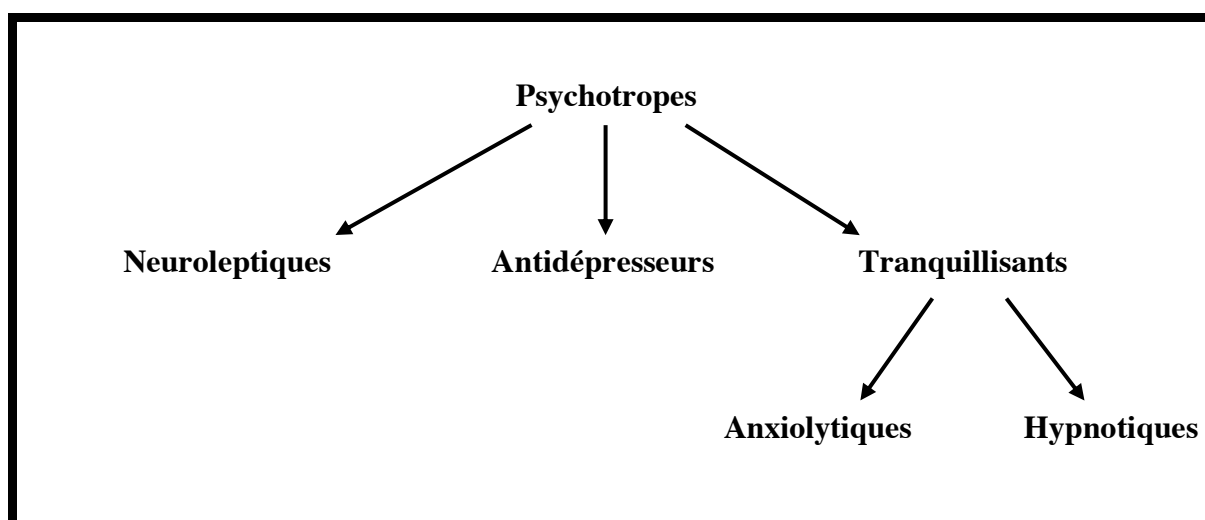 Psychotropes
Neuroleptiques Antidépresseurs Tranquillisants
Anxiolytiques Hypnotiques